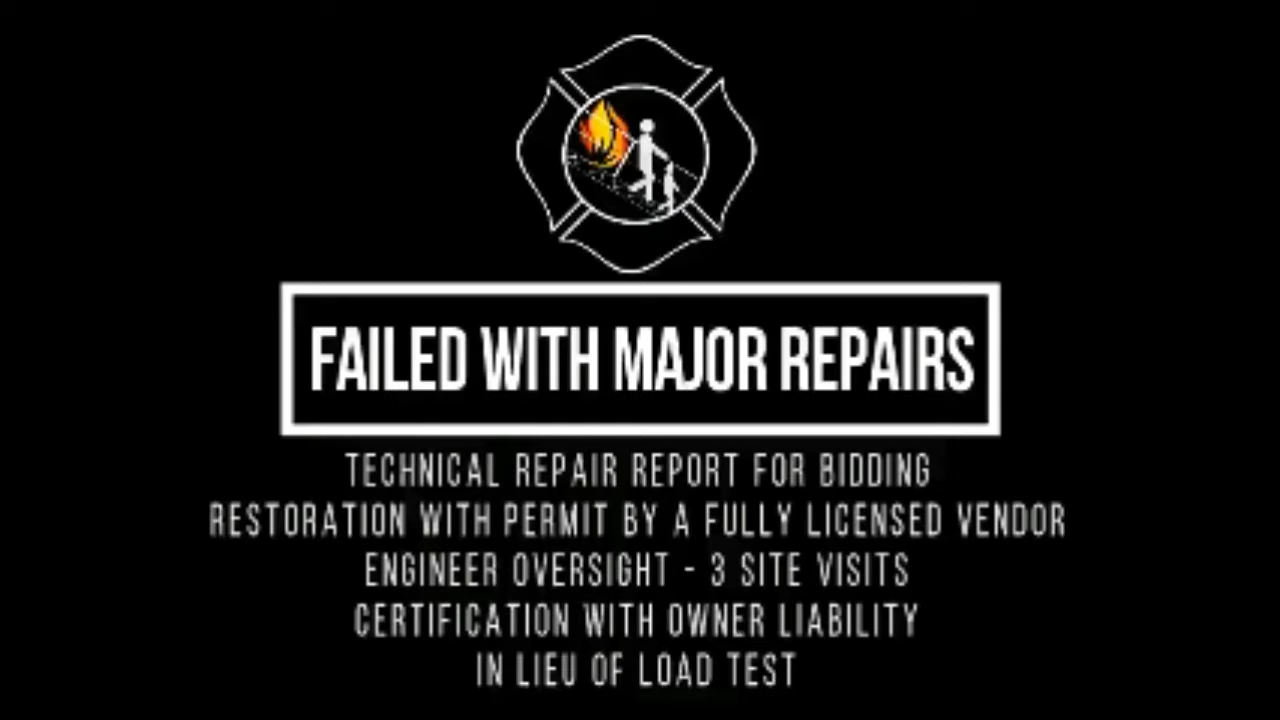 FAILED WITH MAJOR REPAIRS
TECHNICAL REPAIR REPORT FOR BIDDING
RESTORATION WITH PERMIT BY A FULLY LICENSED VENDOR
ENGINEER OVERSIGHT - 3 SITE VISITS
CERTIFICATION WITH OWNER LIABILITY
IN LIEU OF LOAD TEST